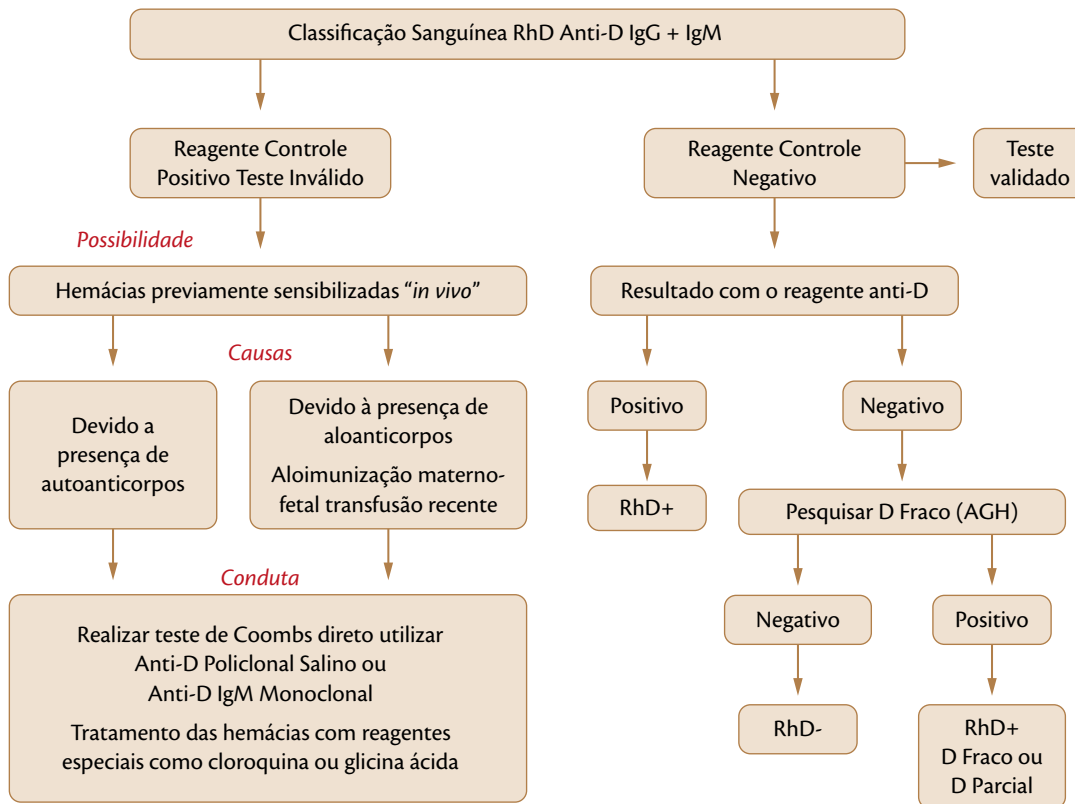 Classificação Sanguínea RhD Anti-D IgG + IgM
Reagente Controle
Positivo Teste Inválido
Reagente Controle
Negativo
Teste
validado
Possibilidade
Hemácias previamente sensibilizadas “in vivo”
Resultado com o reagente anti-D
Causas
Devido a
presença de
autoanticorpos
Devido à presença de
aloanticorpos
Aloimunização materno-
fetal transfusão recente
Positivo
Negativo
RhD+
Pesquisar D Fraco (AGH)
Conduta
Realizar teste de Coombs direto utilizar
Anti-D Policlonal Salino ou
Anti-D IgM Monoclonal
Tratamento das hemácias com reagentes
especiais como cloroquina ou glicina ácida
Negativo
Positivo
RhD-
RhD+
D Fraco ou
D Parcial